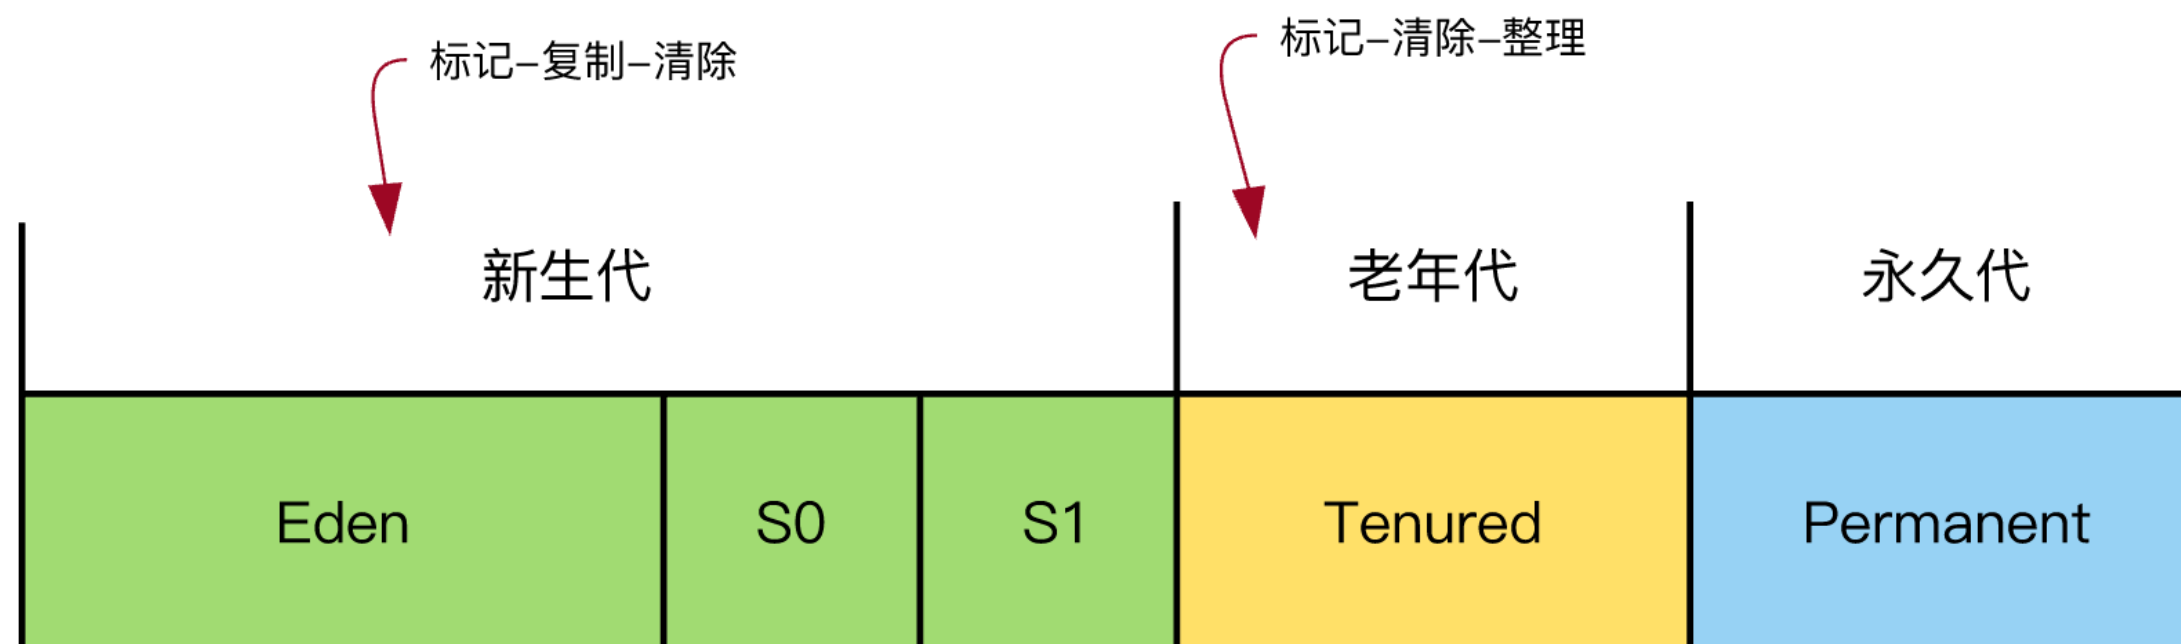 标记-复制-清除
标记-清除-整理
新生代
老年代
永久代
Eden
S0
S1
Tenured
Permanent